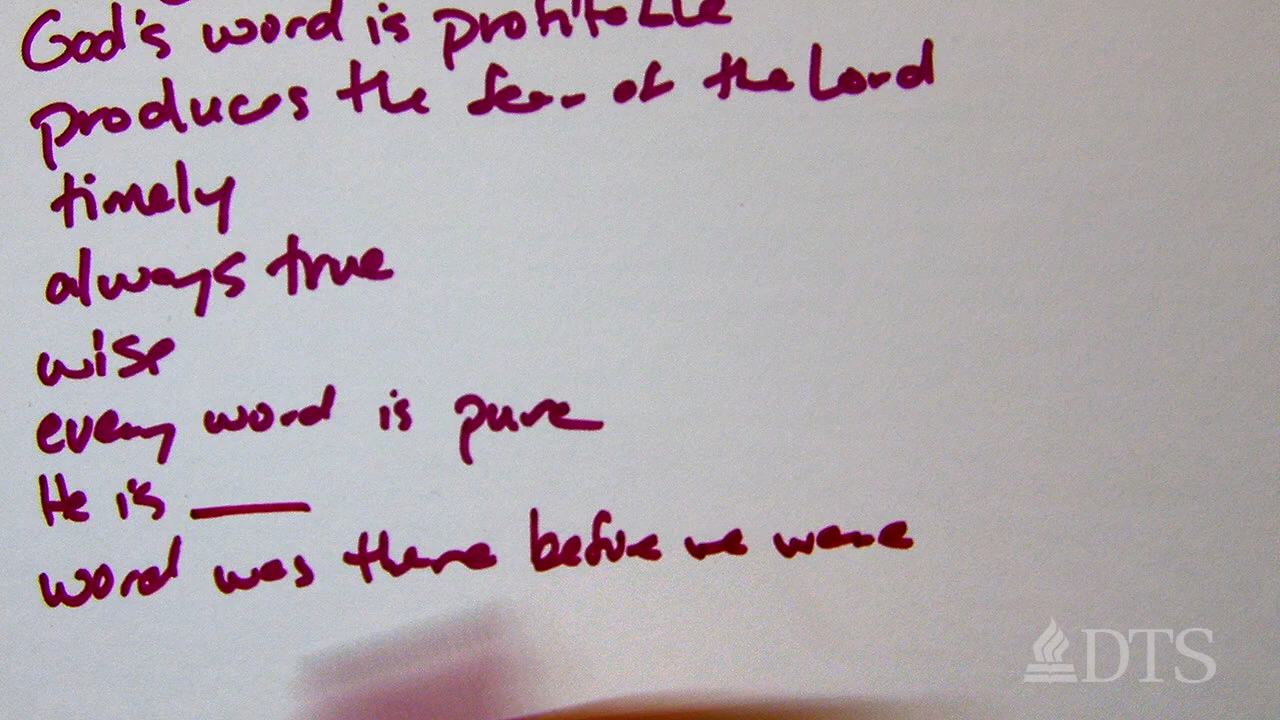 God's word is profitable
produces the fear of the Lord
timely
always true
wise
every word is pure
He is ____
word was there before we were
DTS